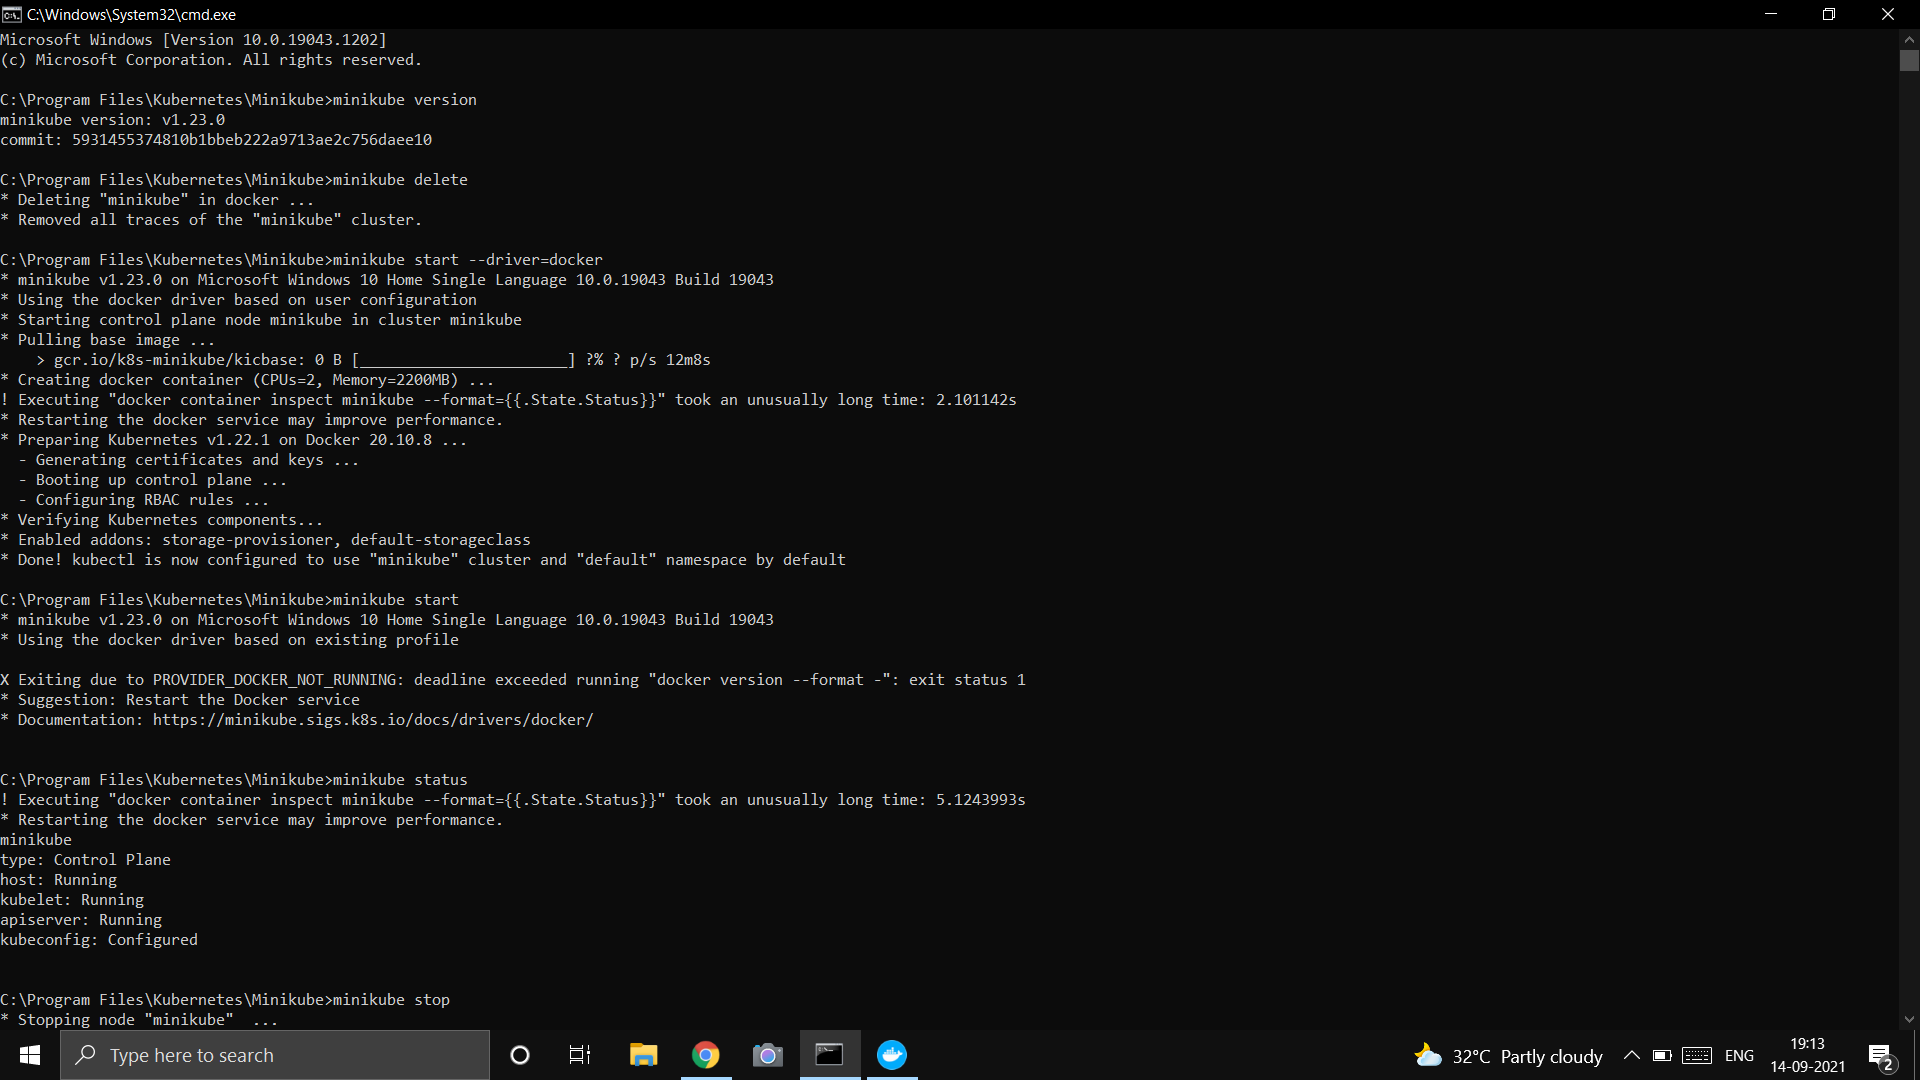 C:\Windows\System32\cmd.exe
Microsoft Windows [Version 10.0.19043.1202]
(c) Microsoft Corporation. All rights reserved.
C:\Program Files\Kubernetes\Minikube>minikube version
minikube version: v1.23.0
commit: 5931455374810b1bbeb222a9713ae2c756daee10
C:\Program Files\Kubernetes\Minikube>minikube delete
* Deleting "minikube" in docker ...
* Removed all traces of the "minikube" cluster.
C:\Program Files\Kubernetes\Minikube>minikube start --driver=docker
* minikube v1.23.0 on Microsoft Windows 10 Home Single Language 10.0.19043 Build 19043
* Using the docker driver based on user configuration
* Starting control plane node minikube in cluster minikube
* Pulling base image ...
    > gcr.io/k8s-minikube/kicbase: 0 B [_______________________] ?% ? p/s 12m8s
* Creating docker container (CPUs=2, Memory=2200MB) ...
! Executing "docker container inspect minikube --format={{.State.Status}}" took an unusually long time: 2.101142s
* Restarting the docker service may improve performance.
* Preparing Kubernetes v1.22.1 on Docker 20.10.8 ...
  - Generating certificates and keys ...
  - Booting up control plane ...
  - Configuring RBAC rules ...
* Verifying Kubernetes components...
* Enabled addons: storage-provisioner, default-storageclass
* Done! kubectl is now configured to use "minikube" cluster and "default" namespace by default
C:\Program Files\Kubernetes\Minikube>minikube start
* minikube v1.23.0 on Microsoft Windows 10 Home Single Language 10.0.19043 Build 19043
* Using the docker driver based on existing profile
X Exiting due to PROVIDER_DOCKER_NOT_RUNNING: deadline exceeded running "docker version --format -": exit status 1
* Suggestion: Restart the Docker service
* Documentation: https://minikube.sigs.k8s.io/docs/drivers/docker/
C:\Program Files\Kubernetes\Minikube>minikube status
! Executing "docker container inspect minikube --format={{.State.Status}}" took an unusually long time: 5.1243993s
* Restarting the docker service may improve performance.
minikube
type: Control Plane
host: Running
kubelet: Running
apiserver: Running
kubeconfig: Configured
C:\Program Files\Kubernetes\Minikube>minikube stop
* Stopping node "minikube"  ...
Type here to search
32°C Partly cloudy
ENG
19:13
14-09-2021
2